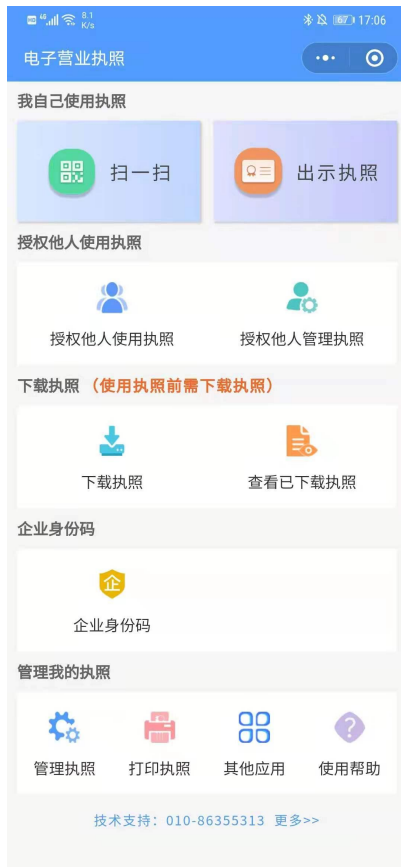 HD 46 8.1 K/s 67 17:06
电子营业执照
我自己使用执照
扫一扫 出示执照
授权他人使用执照
授权他人使用执照 授权他人管理执照
下载执照（使用执照前需下载执照）
下载执照 查看已下载执照
企业身份码
企
企业身份码
管理我的执照
?
管理执照 打印执照 其他应用 使用帮助
技术支持：010-86355313 更多>>